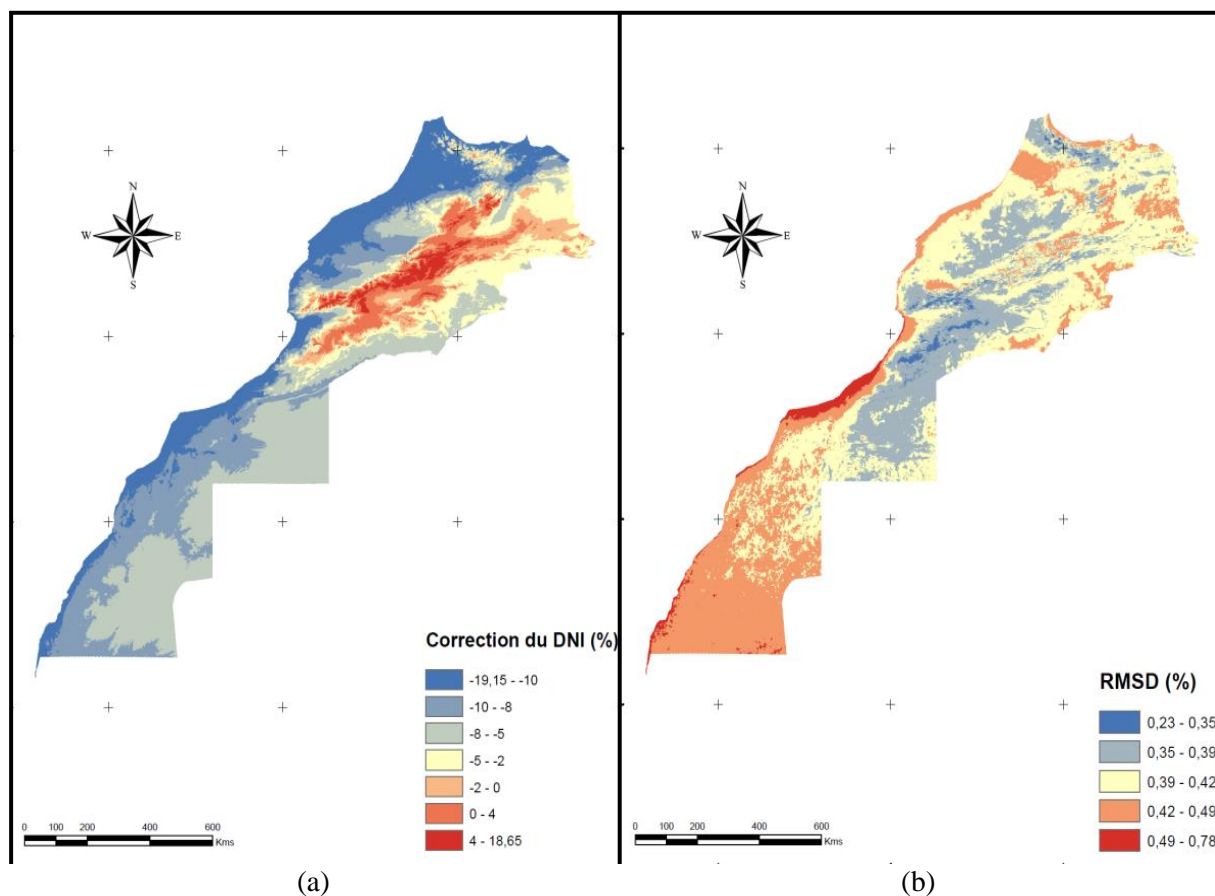 N
W E
S
Correction du DNI (%)
-19,15 - -10
-10 - -8
-8 - -5
-5 - -2
-2 - 0
0 - 4
4 - 18,65
0 100 200 400 600
Kms
(a)
N
W E
S
RMSD (%)
0,23 - 0,35
0,35 - 0,39
0,39 - 0,42
0,42 - 0,49
0,49 - 0,78
0 100 200 400 600
Kms
(b)